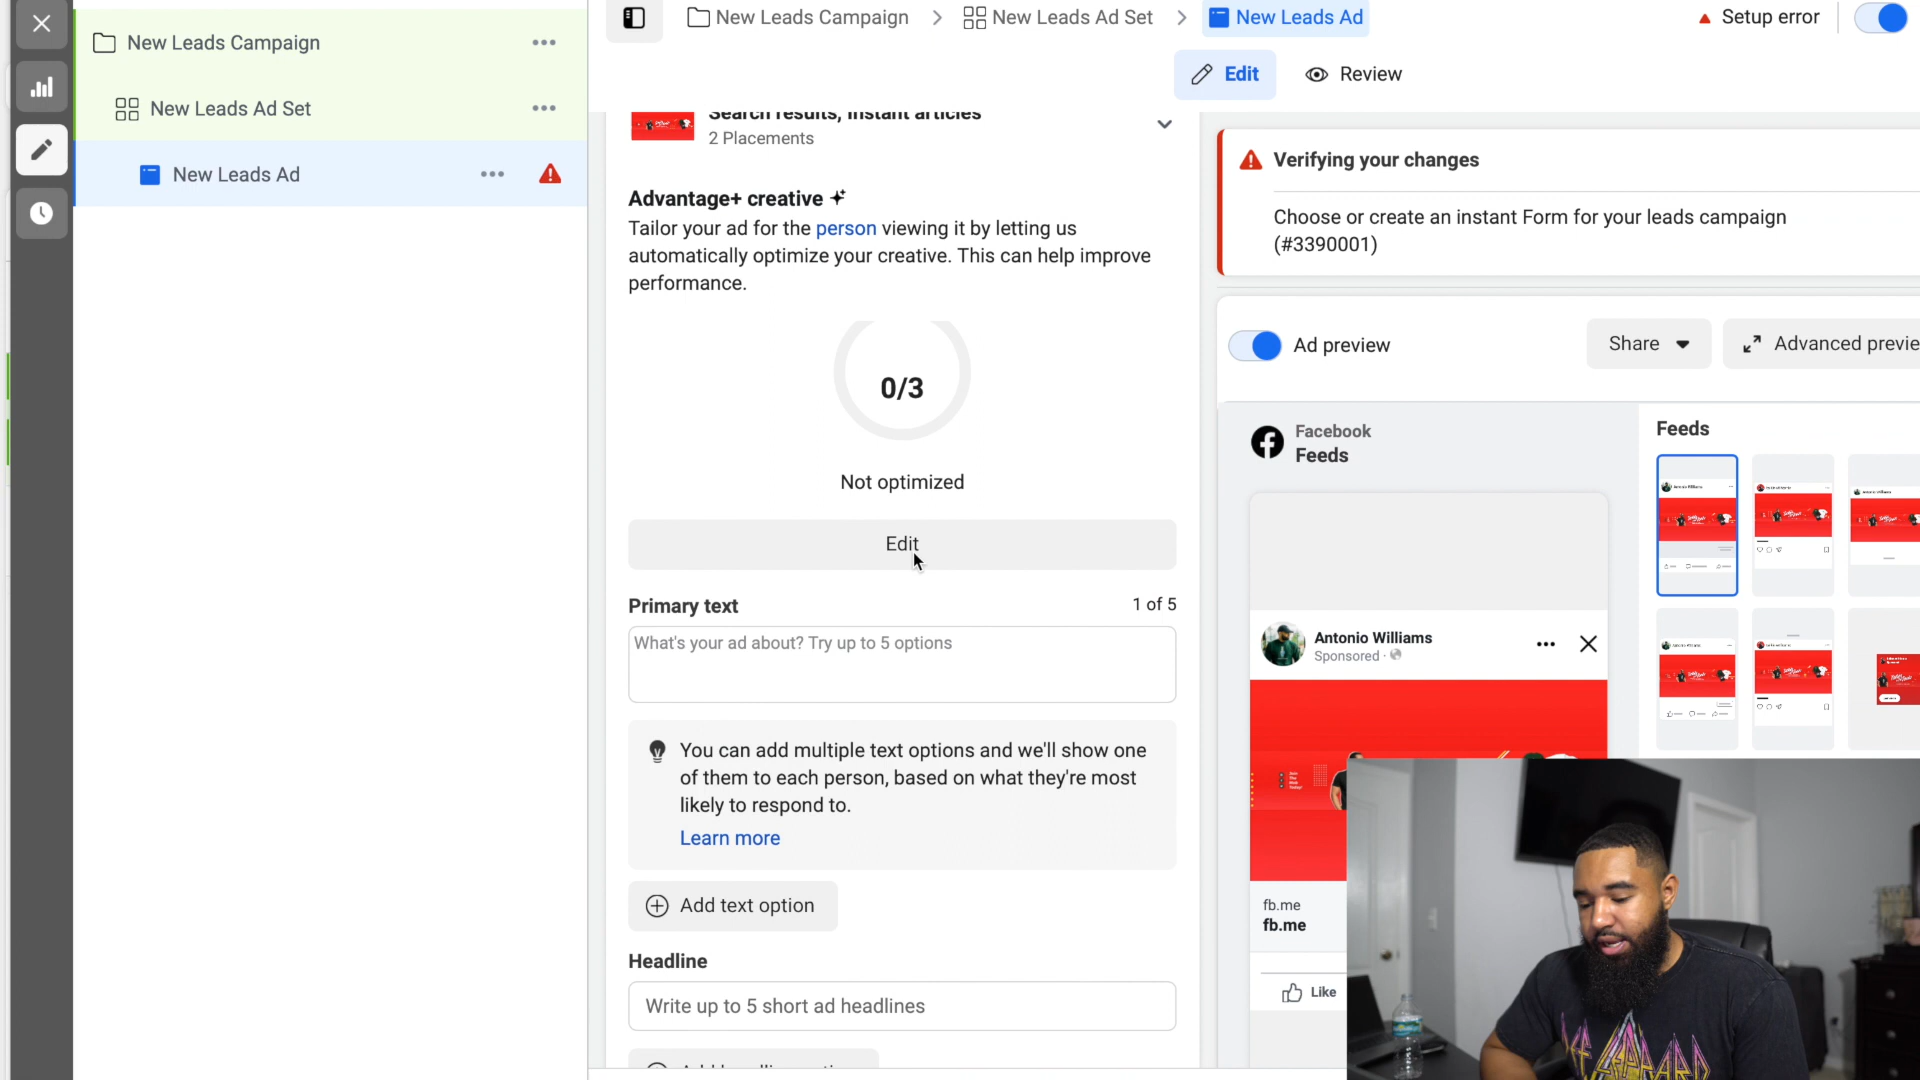 New Leads Campaign
New Leads Ad Set
New Leads Ad
New Leads Campaign
New Leads Ad Set
New Leads Ad
Setup error
Edit
Review
Search results, instant articles
2 Placements
Advantage+ creative
Tailor your ad for the person viewing it by letting us
automatically optimize your creative. This can help improve
performance.
0/3
Not optimized
Edit
Primary text
1 of 5
What's your ad about? Try up to 5 options
You can add multiple text options and we'll show one
of them to each person, based on what they're most
likely to respond to.
Learn more
Add text option
Headline
Write up to 5 short ad headlines
Verifying your changes
Choose or create an instant Form for your leads campaign
(#3390001)
Ad preview
Share
Advanced previe
Facebook
Feeds
Feeds
Antonio Williams
Sponsored ·
fb.me
fb.me
Like